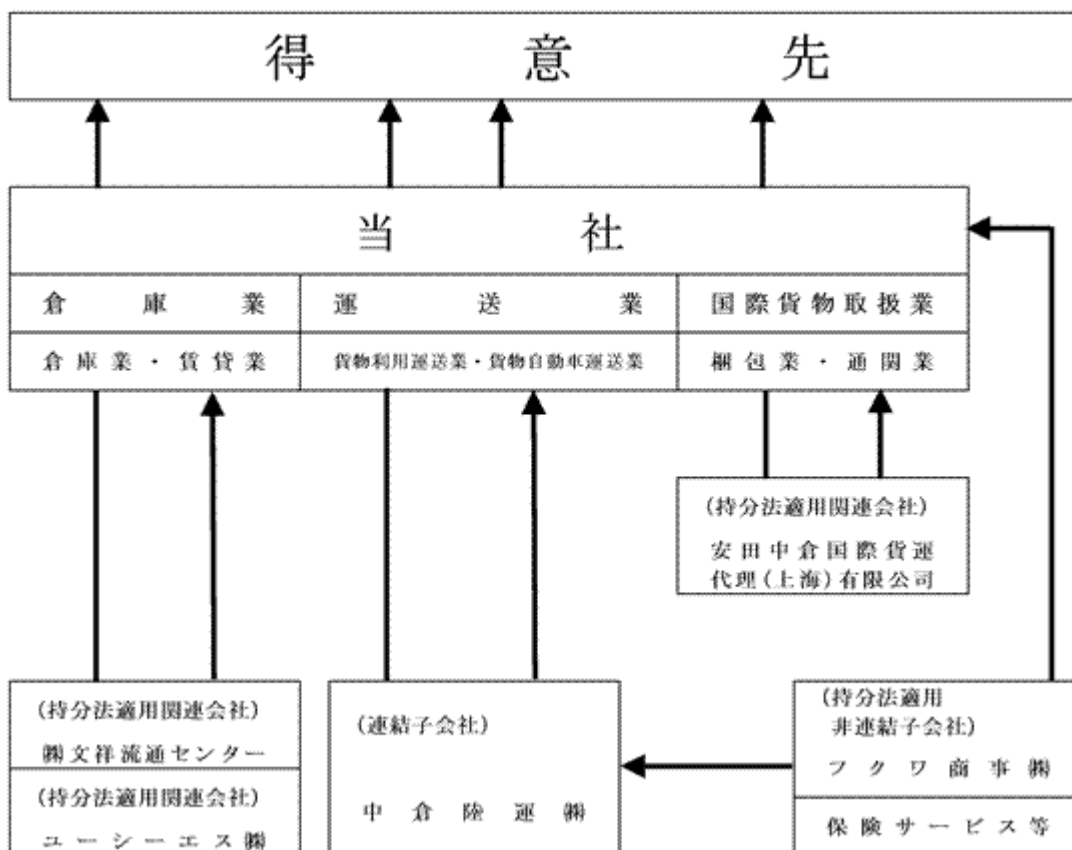 得意先
当社
倉庫業
運送業
国際貨物取扱業
倉庫業・賃貸業
貨物利用運送業・貨物自動車運送業
梱包業・通関業
(持分法適用関連会社)
安田中倉国際貨運
代理(上海)有限公司
(持分法適用関連会社)
㈱文祥流通センター
(持分法適用関連会社)
ユーシーエス㈱
(連結子会社)
中倉陸運㈱
(持分法適用
非連結子会社)
フクワ商事㈱
保険サービス等